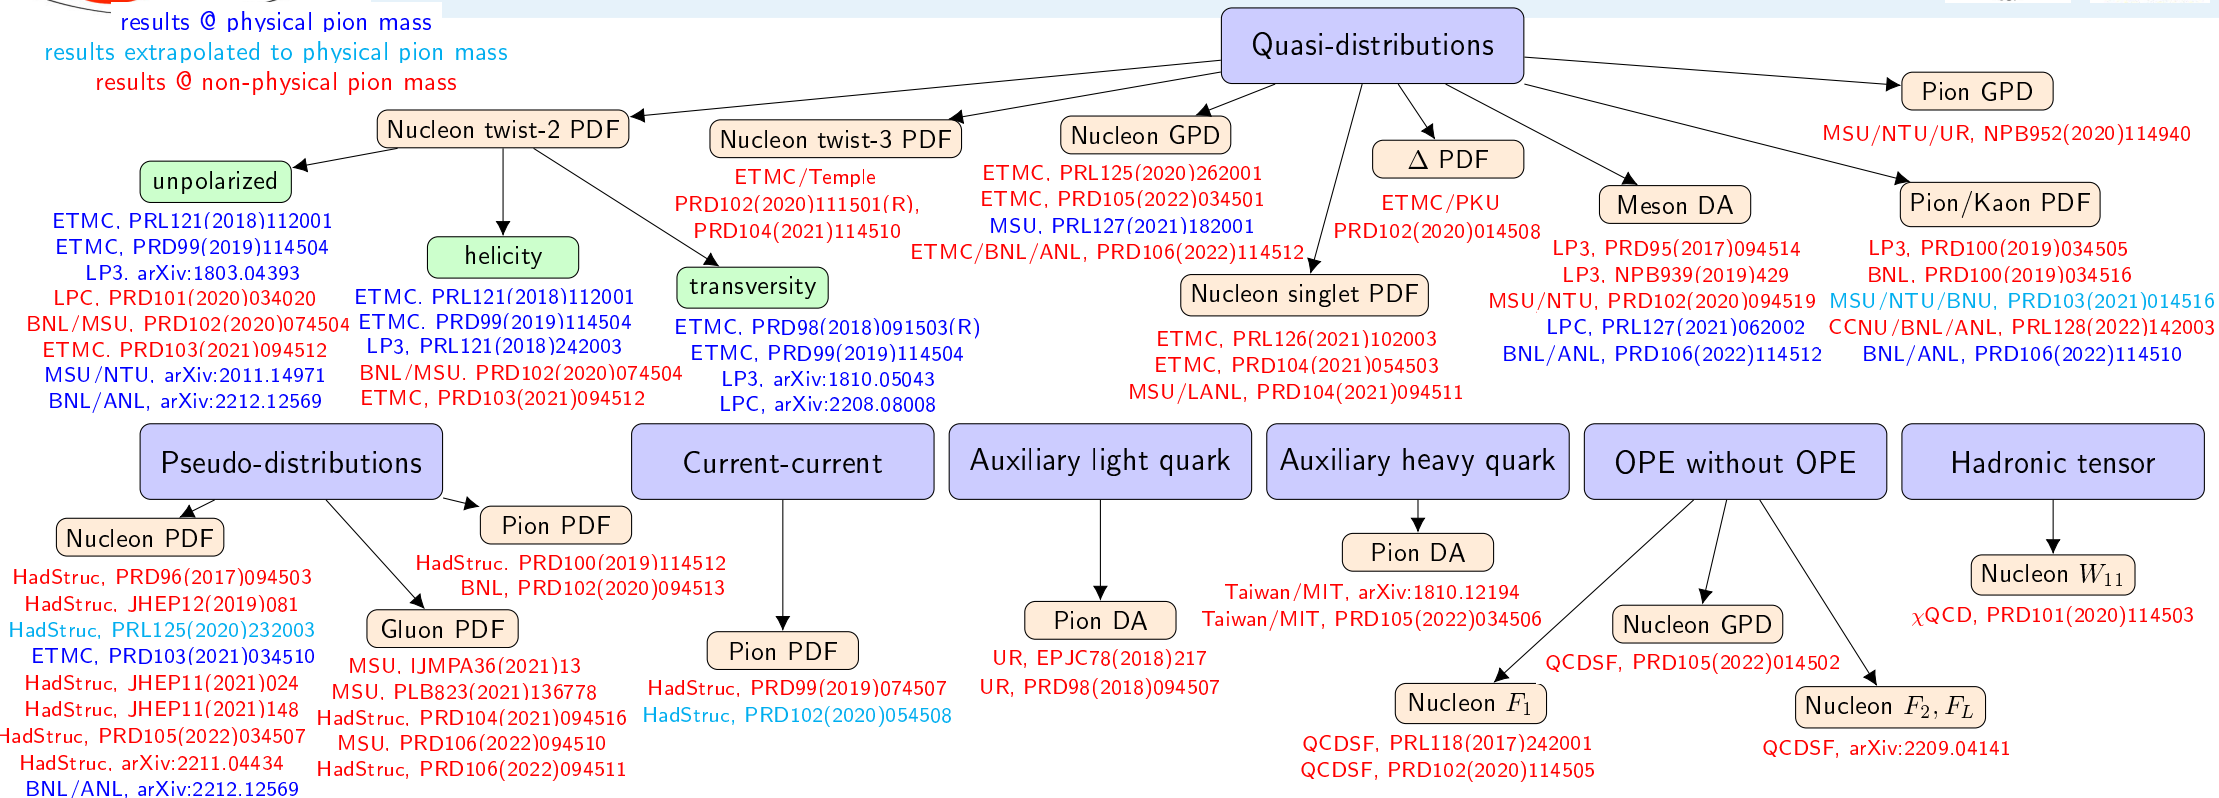 results @ physical pion mass
results extrapolated to physical pion mass
results @ non-physical pion mass
Quasi-distributions
Nucleon twist-2 PDF
unpolarized
ETMC, PRL121(2018)112001
ETMC, PRD99(2019)114504
LP3, arXiv:1803.04393
LPC, PRD101(2020)034020
BNL/MSU, PRD102(2020)074504
ETMC, PRD103(2021)094512
MSU/NTU, arXiv:2011.14971
BNL/ANL, arXiv:2212.12569
helicity
ETMC, PRL121(2018)112001
ETMC, PRD99(2019)114504
LP3, PRL121(2018)242003
BNL/MSU, PRD102(2020)074504
ETMC, PRD103(2021)094512
transversity
ETMC, PRD98(2018)091503(R)
ETMC, PRD99(2019)114504
LP3, arXiv:1810.05043
LPC, arXiv:2208.08008
Nucleon twist-3 PDF
ETMC/Temple
PRD102(2020)111501(R),
PRD104(2021)114510
Nucleon GPD
ETMC, PRL125(2020)262001
ETMC, PRD105(2022)034501
MSU, PRL127(2021)182001
ETMC/BNL/ANL, PRD106(2022)114512
Nucleon singlet PDF
ETMC, PRL126(2021)102003
ETMC, PRD104(2021)054503
MSU/LANL, PRD104(2021)094511
Δ PDF
ETMC/PKU
PRD102(2020)014508
Meson DA
LP3, PRD95(2017)094514
LP3, NPB939(2019)429
MSU/NTU, PRD102(2020)094519
LPC, PRL127(2021)062002
BNL/ANL, PRD106(2022)114512
Pion GPD
MSU/NTU/UR, NPB952(2020)114940
Pion/Kaon PDF
LP3, PRD100(2019)034505
BNL, PRD100(2019)034516
MSU/NTU/BNU, PRD103(2021)014516
CCNU/BNL/ANL, PRL128(2022)142003
BNL/ANL, PRD106(2022)114510
Pseudo-distributions
Nucleon PDF
HadStruc, PRD96(2017)094503
HadStruc, JHEP12(2019)081
HadStruc, PRL125(2020)232003
ETMC, PRD103(2021)034510
HadStruc, JHEP11(2021)024
HadStruc, JHEP11(2021)148
HadStruc, PRD105(2022)034507
HadStruc, arXiv:2211.04434
BNL/ANL, arXiv:2212.12569
Pion PDF
HadStruc, PRD100(2019)114512
BNL, PRD102(2020)094513
Gluon PDF
MSU, IJMPA36(2021)13
MSU, PLB823(2021)136778
HadStruc, PRD104(2021)094516
MSU, PRD106(2022)094510
HadStruc, PRD106(2022)094511
Current-current
Pion PDF
HadStruc, PRD99(2019)074507
HadStruc, PRD102(2020)054508
Auxiliary light quark
Pion DA
UR, EPJC78(2018)217
UR, PRD98(2018)094507
Auxiliary heavy quark
Pion DA
Taiwan/MIT, arXiv:1810.12194
Taiwan/MIT, PRD105(2022)034506
OPE without OPE
Nucleon F₁
QCDSF, PRL118(2017)242001
QCDSF, PRD102(2020)114505
Nucleon GPD
QCDSF, PRD105(2022)014502
Nucleon F₂, F_L
QCDSF, arXiv:2209.04141
Hadronic tensor
Nucleon W₁₁
χQCD, PRD101(2020)114503